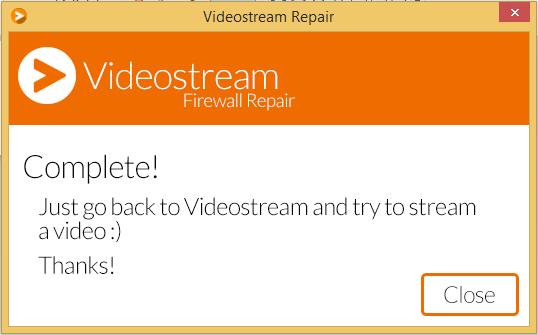 Videostream Repair
Videostream
Firewall Repair
Complete!
Just go back to Videostream and try to stream
a video :)
Thanks!
Close